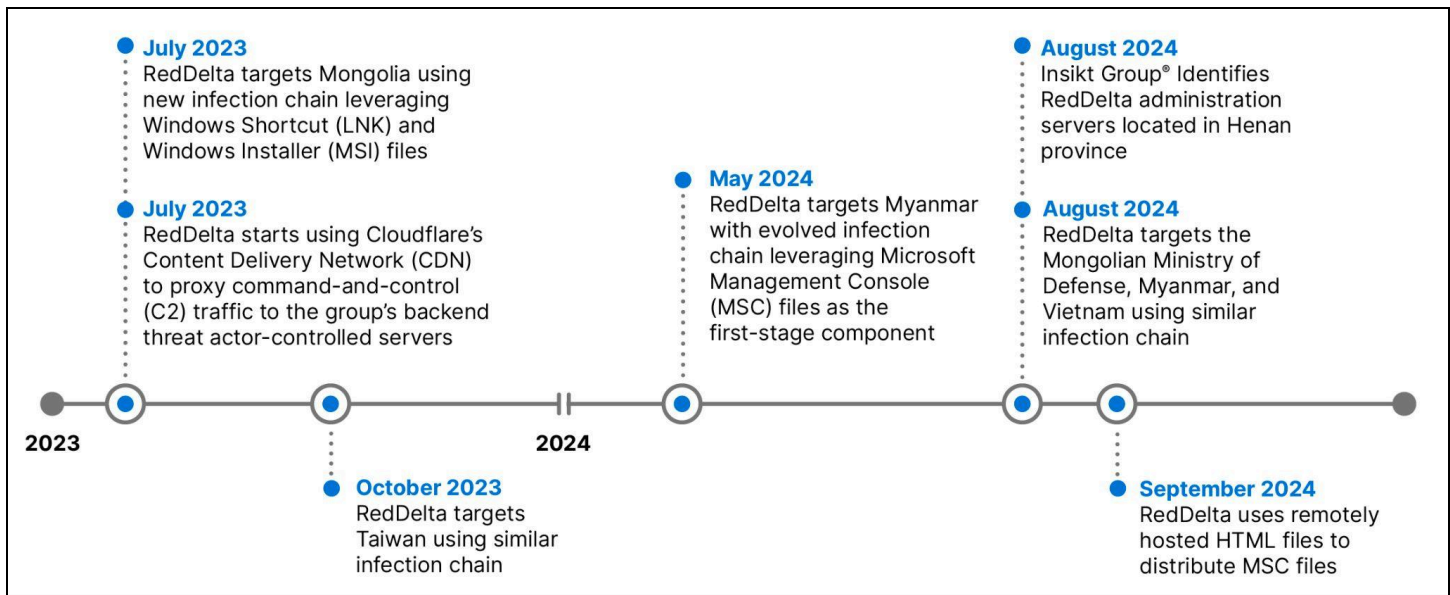 July 2023
RedDelta targets Mongolia using
new infection chain leveraging
Windows Shortcut (LNK) and
Windows Installer (MSI) files
July 2023
RedDelta starts using Cloudflare's
Content Delivery Network (CDN)
to proxy command-and-control
(C2) traffic to the group's backend
threat actor-controlled servers
May 2024
RedDelta targets Myanmar
with evolved infection
chain leveraging Microsoft
Management Console
(MSC) files as the
first-stage component
August 2024
Insikt Group® Identifies
RedDelta administration
servers located in Henan
province
August 2024
RedDelta targets the
Mongolian Ministry of
Defense, Myanmar, and
Vietnam using similar
infection chain
2023
2024
October 2023
RedDelta targets
Taiwan using similar
infection chain
September 2024
RedDelta uses remotely
hosted HTML files to
distribute MSC files